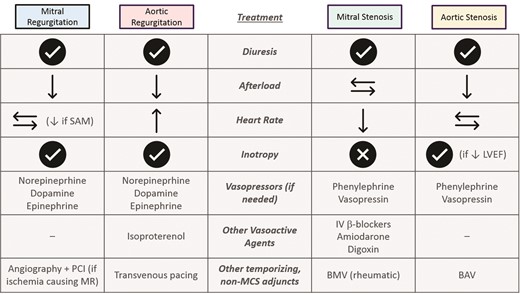 Mitral Regurgitation
Aortic Regurgitation
Treatment
Mitral Stenosis
Aortic Stenosis
Diuresis
Afterload
(↓ if SAM)
Heart Rate
Inotropy
(if ↓ LVEF)
Norepineprhine
Dopamine
Epinephrine
Norepineprhine
Dopamine
Epinephrine
Vasopressors (if needed)
Phenylephrine
Vasopressin
Phenylephrine
Vasopressin
–
Isoproterenol
Other Vasoactive Agents
IV β-blockers
Amiodarone
Digoxin
–
Angiography + PCI (if ischemia causing MR)
Transvenous pacing
Other temporizing, non-MCS adjuncts
BMV (rheumatic)
BAV